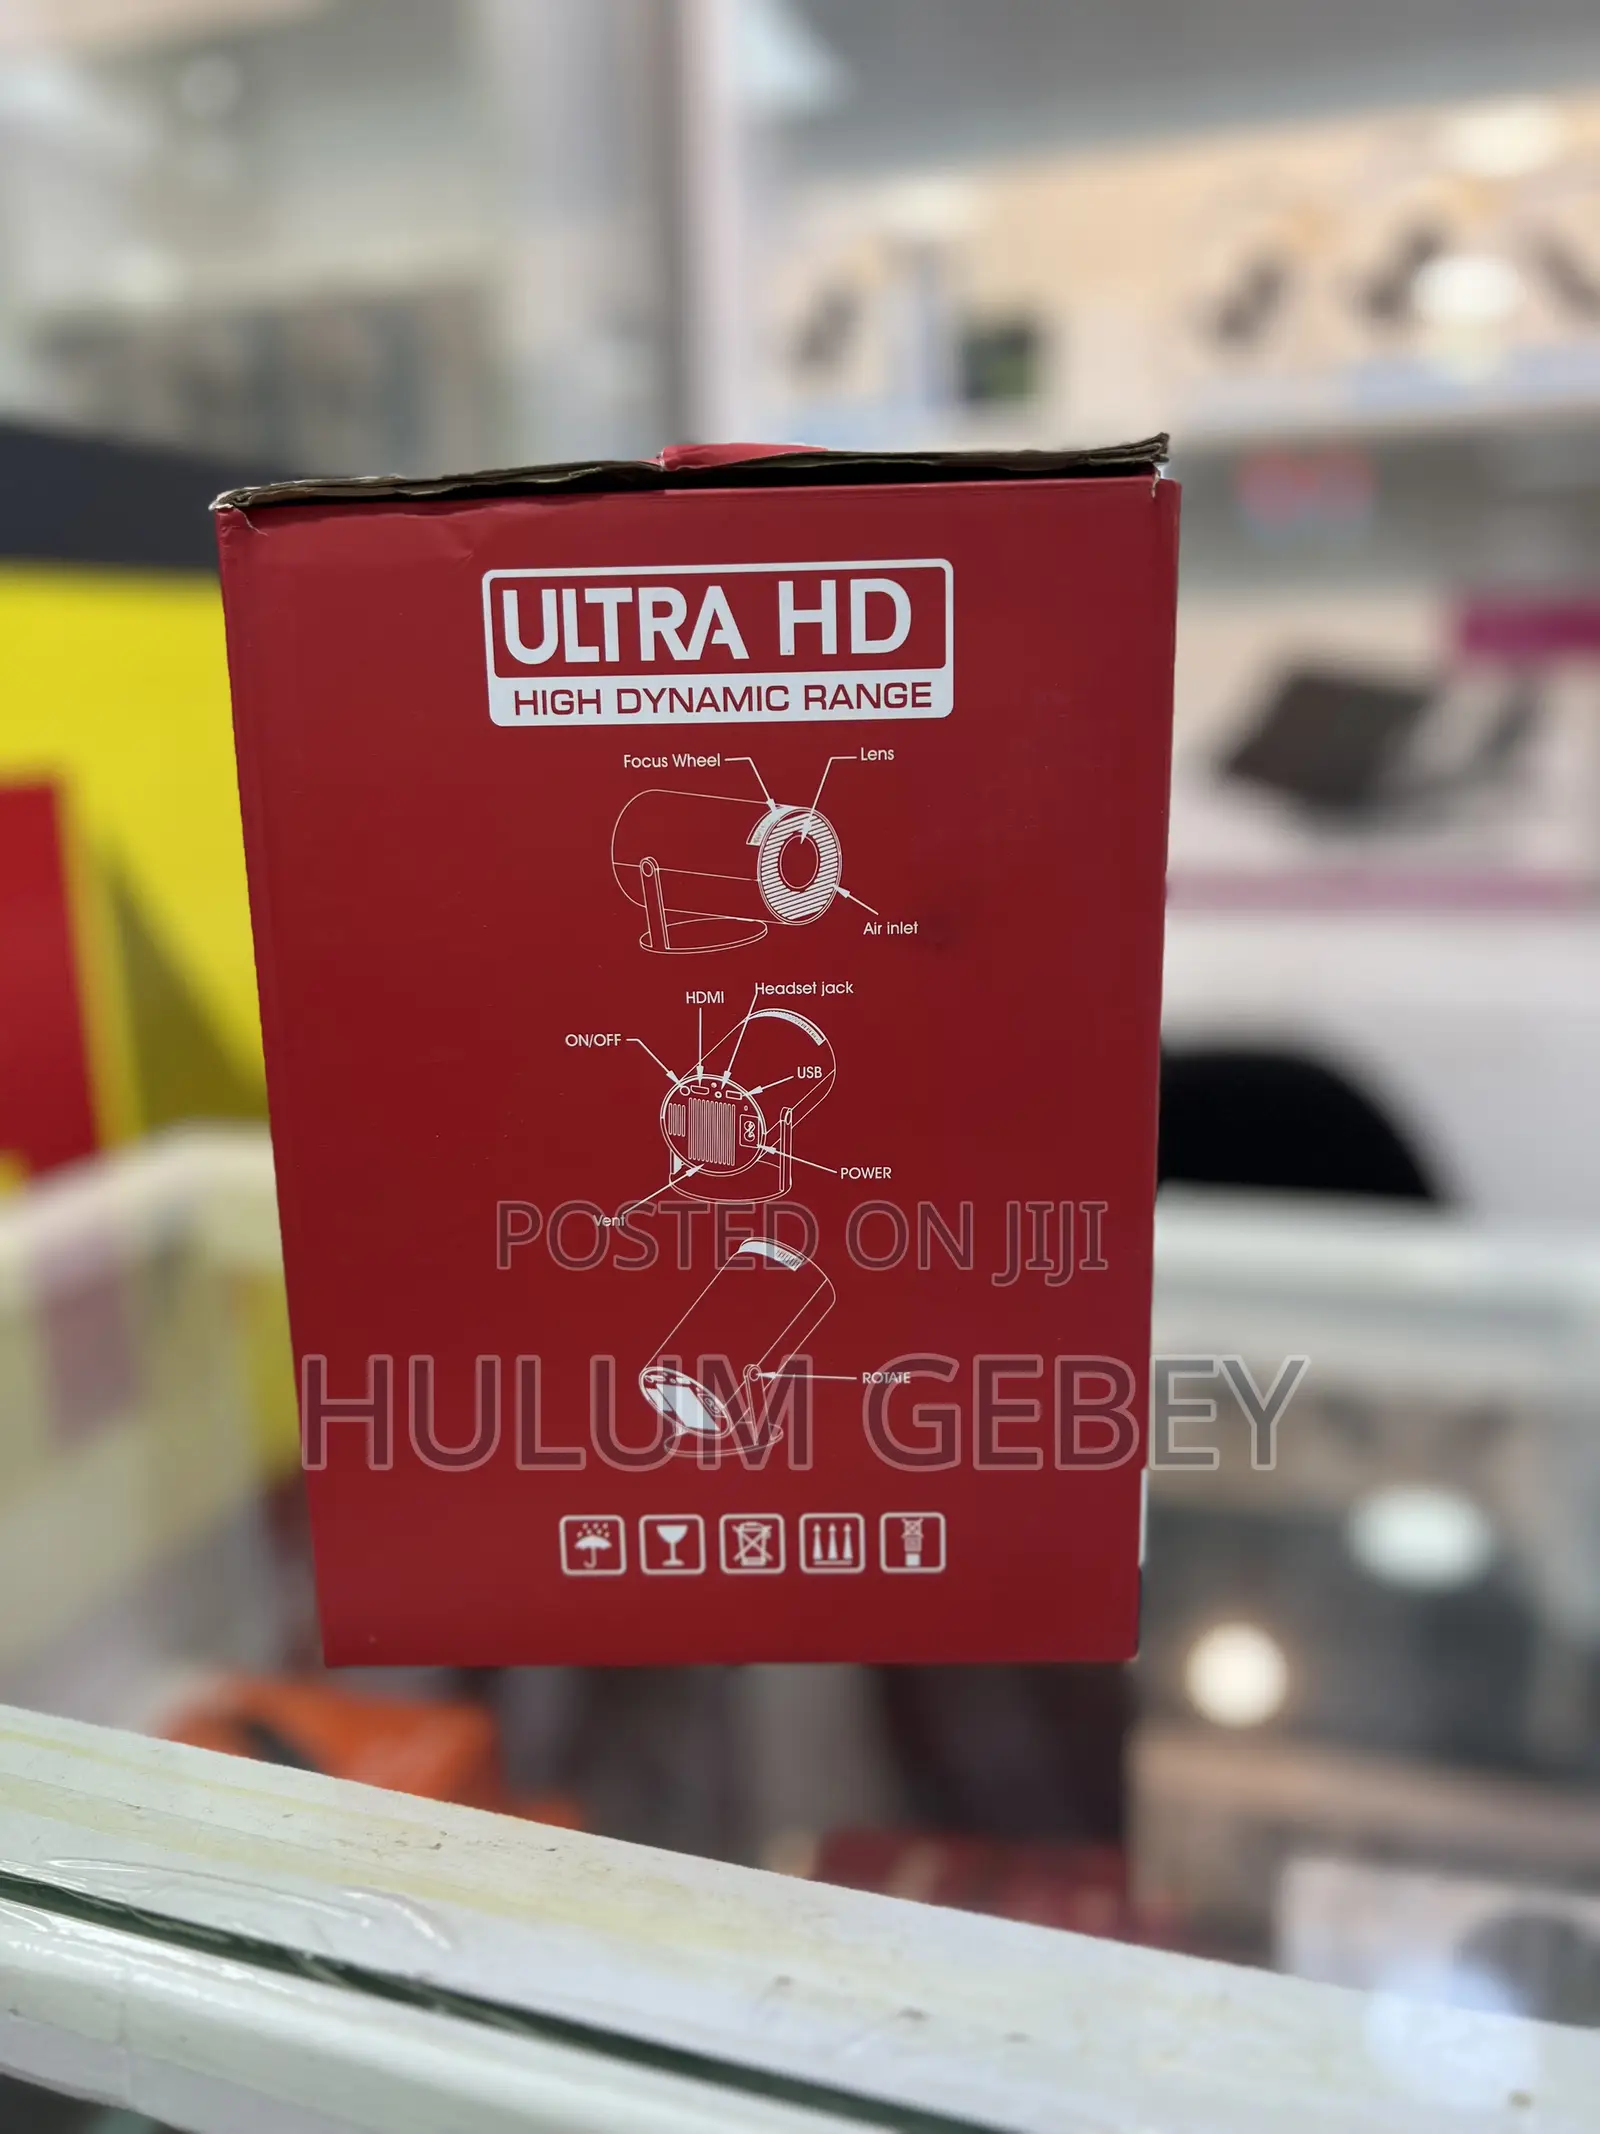 ULTRA HD
HIGH DYNAMIC RANGE
Focus Wheel
Lens
Air inlet
HDMI
Headset jack
ON/OFF
USB
POWER
Vent
POSTED ON JIJI
ROTATE
HULUM GEBEY